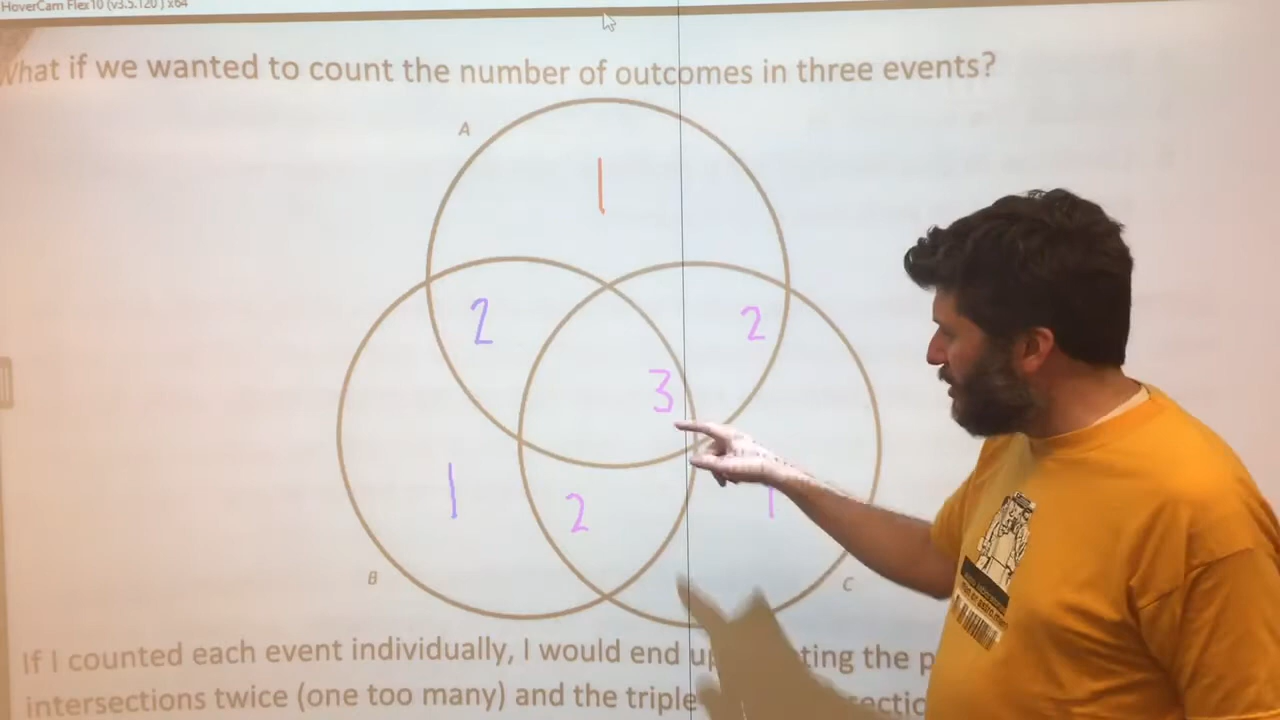 HoverCam Flex10 (v3.5.120) x64
What if we wanted to count the number of outcomes in three events?
A
1
2
2
3
1
2
1
B
C
If I counted each event individually, I would end the
intersections twice (one too many) and the triple